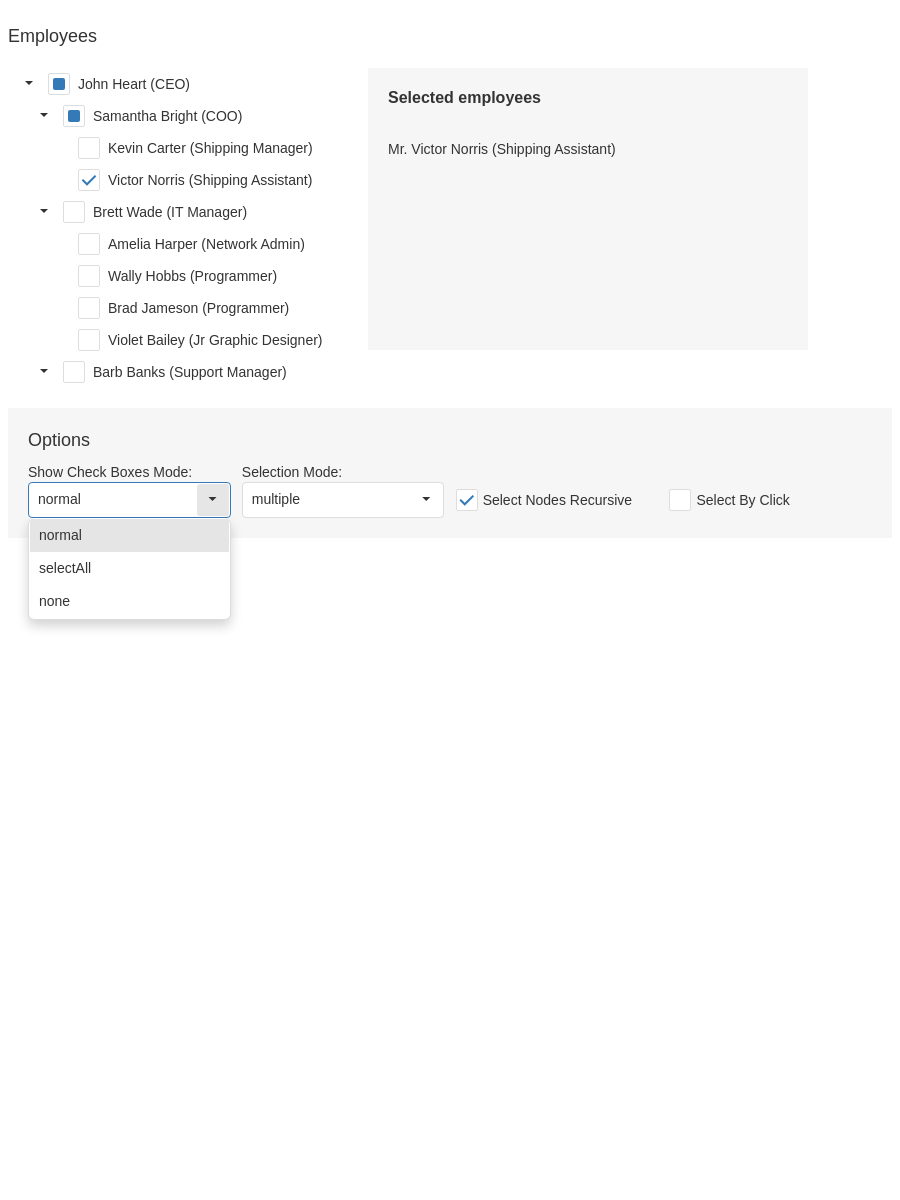 Employees
John Heart (CEO)
Samantha Bright (COO)
Kevin Carter (Shipping Manager)
Victor Norris (Shipping Assistant)
Brett Wade (IT Manager)
Amelia Harper (Network Admin)
Wally Hobbs (Programmer)
Brad Jameson (Programmer)
Violet Bailey (Jr Graphic Designer)
Barb Banks (Support Manager)
Selected employees
Mr. Victor Norris (Shipping Assistant)
Options
Show Check Boxes Mode: Selection Mode:
normal multiple Select Nodes Recursive Select By Click
normal
selectAll
none